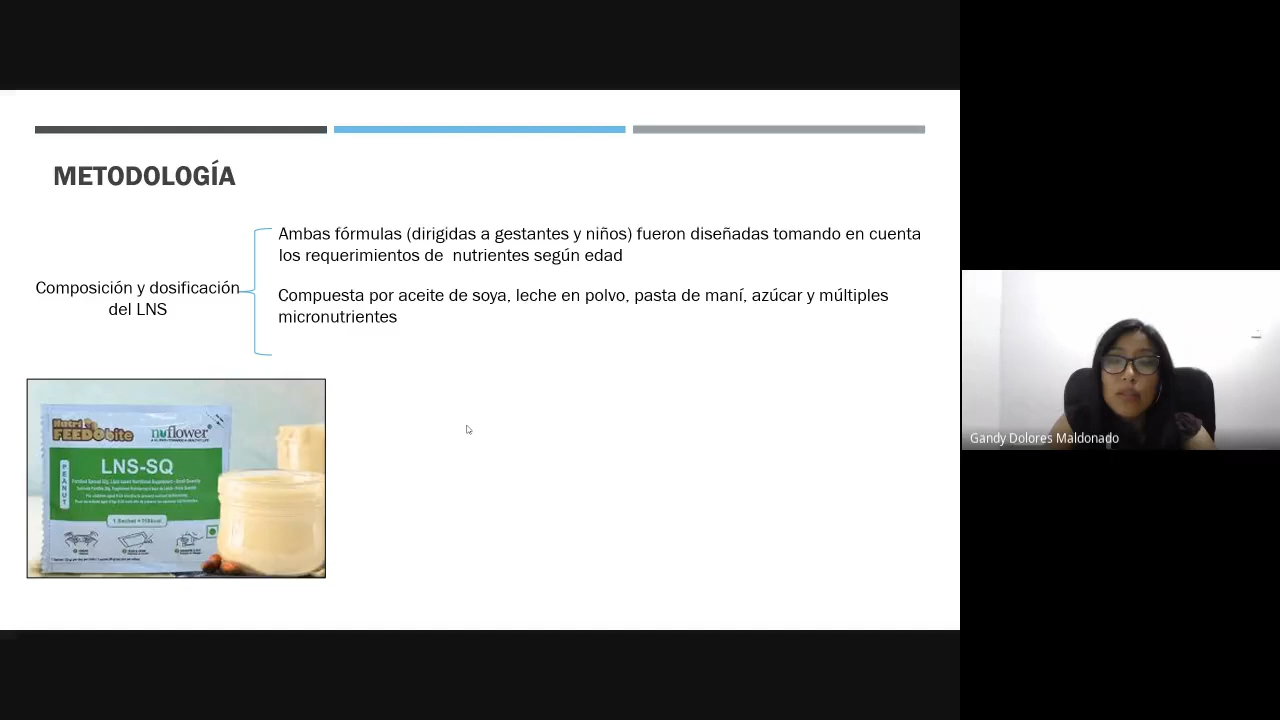 METODOLOGÍA
Ambas fórmulas (dirigidas a gestantes y niños) fueron diseñadas tomando en cuenta
los requerimientos de nutrientes según edad
Composición y dosificación
del LNS
Compuesta por aceite de soya, leche en polvo, pasta de maní, azúcar y múltiples
micronutrientes
Nutri
FEEDObite
nuflower
LNS-SQ
PEANUT
Gandy Dolores Maldonado